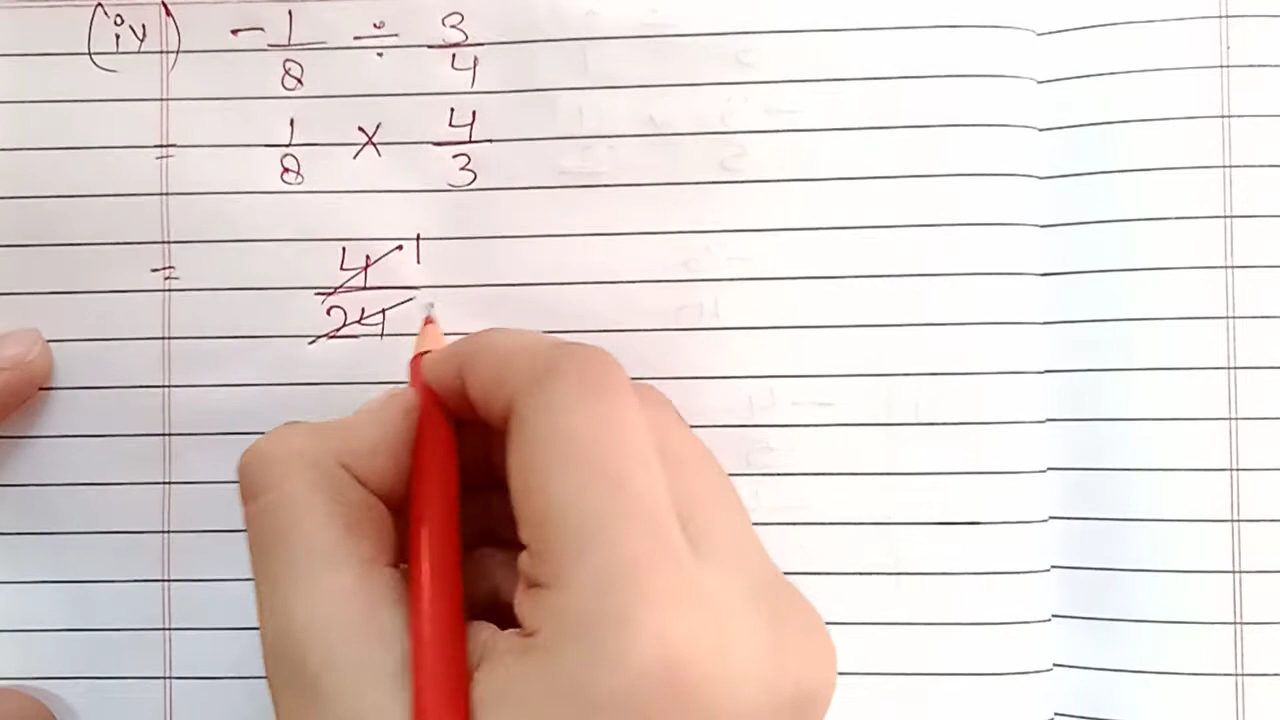 (iv) -1/8 ÷ 3/4
= 1/8 × 4/3
= 4/24 1